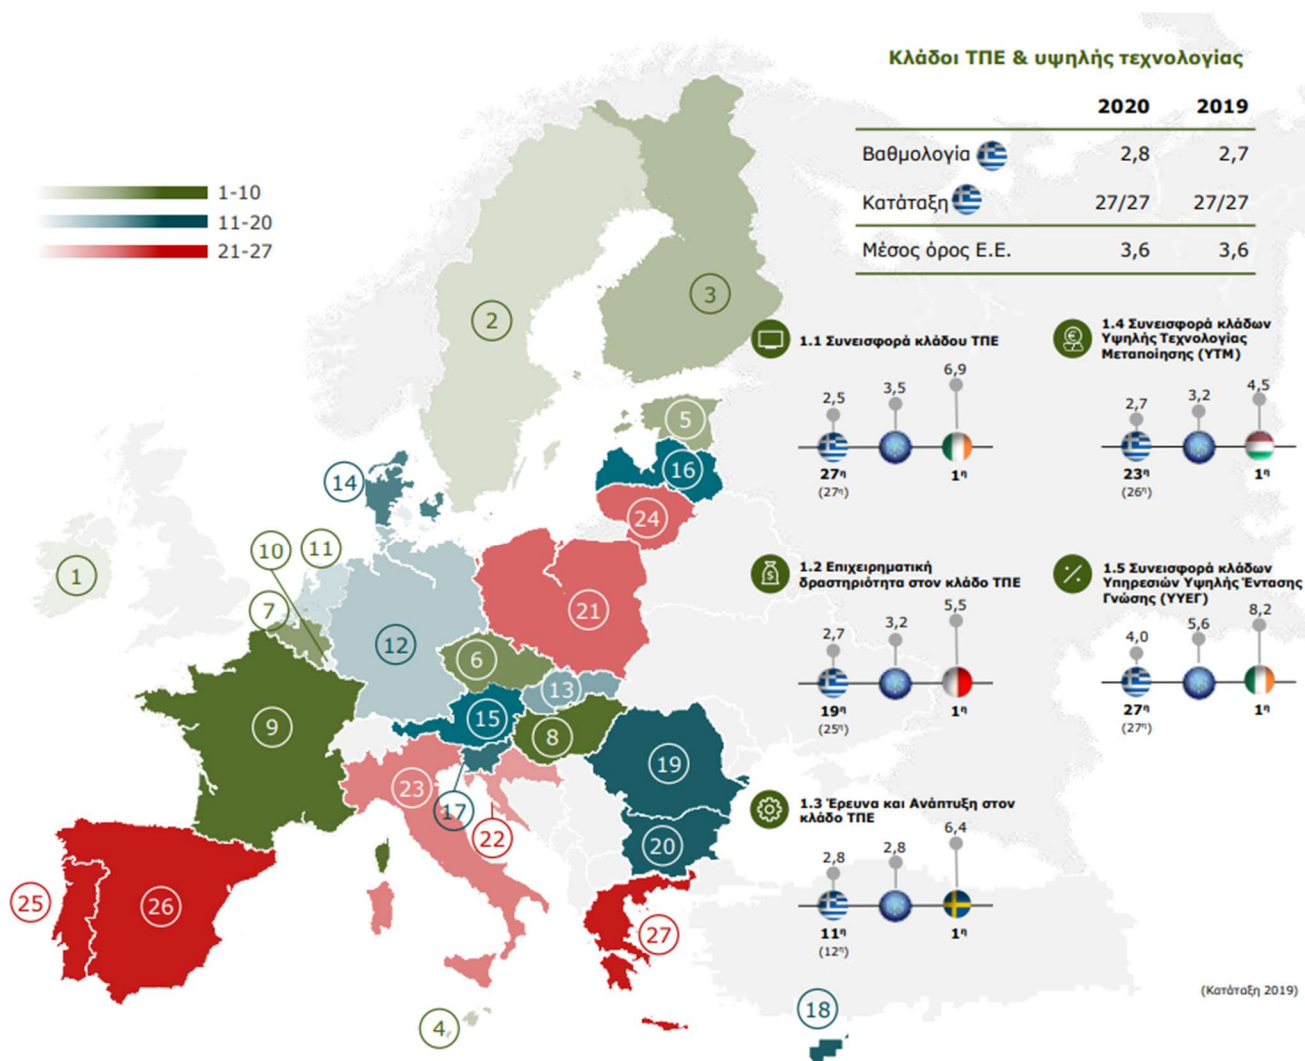 Κλάδοι ΤΠΕ & υψηλής τεχνολογίας
2020 2019
Βαθμολογία 2,8 2,7
Κατάταξη 27/27 27/27
Μέσος όρος Ε.Ε. 3,6 3,6
1-10
11-20
21-27
1
2
3
4
5
6
7
8
9
10
11
12
13
14
15
16
17
18
19
20
21
22
23
24
25
26
27
1.1 Συνεισφορά κλάδου ΤΠΕ
2,5 3,5 6,9
27η 1η
(27η)
1.4 Συνεισφορά κλάδων
Υψηλής Τεχνολογίας
Μεταποίησης (ΥΤΜ)
2,7 3,2 4,5
23η 1η
(26η)
1.2 Επιχειρηματική
δραστηριότητα στον κλάδο ΤΠΕ
2,7 3,2 5,5
19η 1η
(25η)
1.5 Συνεισφορά κλάδων
Υπηρεσιών Υψηλής Έντασης
Γνώσης (ΥΥΕΓ)
4,0 5,6 8,2
27η 1η
(27η)
1.3 Έρευνα και Ανάπτυξη στον
κλάδο ΤΠΕ
2,8 2,8 6,4
11η 1η
(12η)
(Κατάταξη 2019)